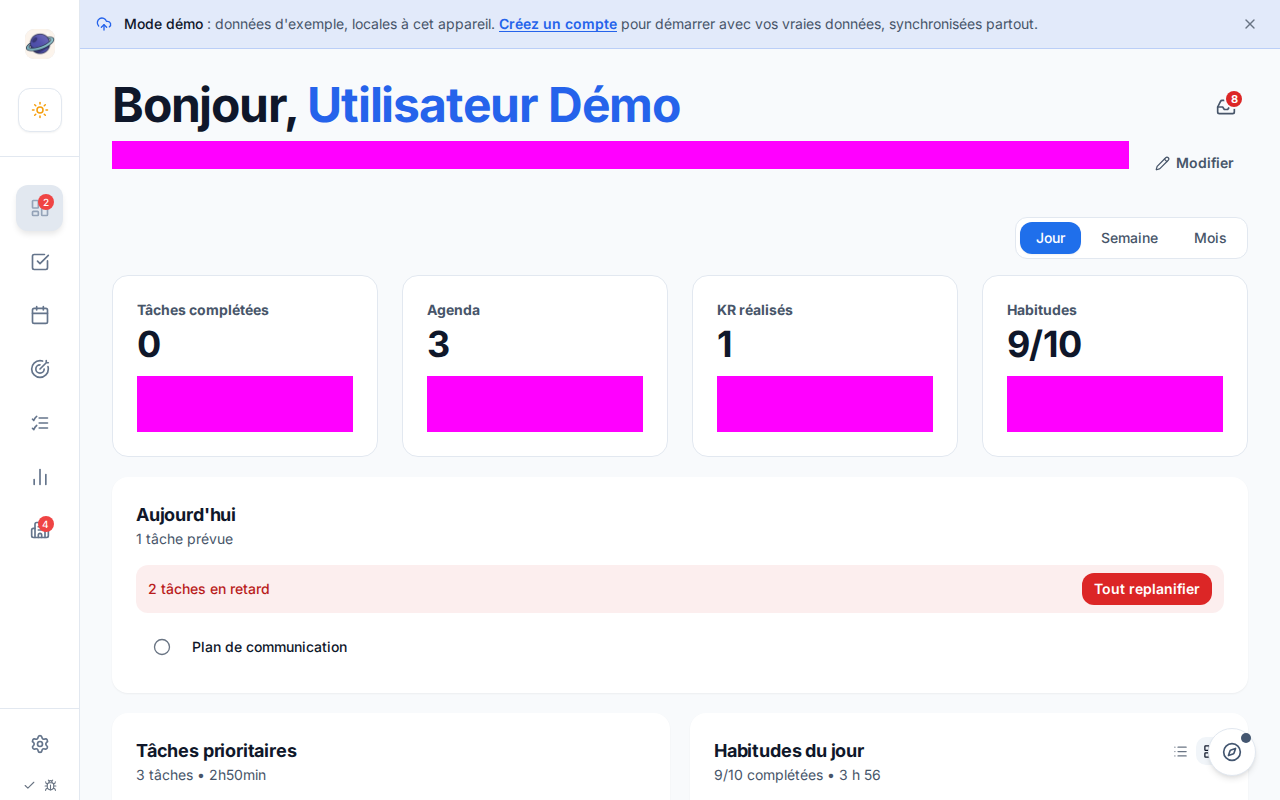 Mode démo : données d'exemple, locales à cet appareil. Créez un compte pour démarrer avec vos vraies données, synchronisées partout.
Bonjour, Utilisateur Démo
8
Modifier
2
Jour Semaine Mois
Tâches complétées
0
Agenda
3
KR réalisés
1
Habitudes
9/10
4
Aujourd'hui
1 tâche prévue
2 tâches en retard
Tout replanifier
Plan de communication
Tâches prioritaires
3 tâches • 2h50min
Habitudes du jour
9/10 complétées • 3 h 56